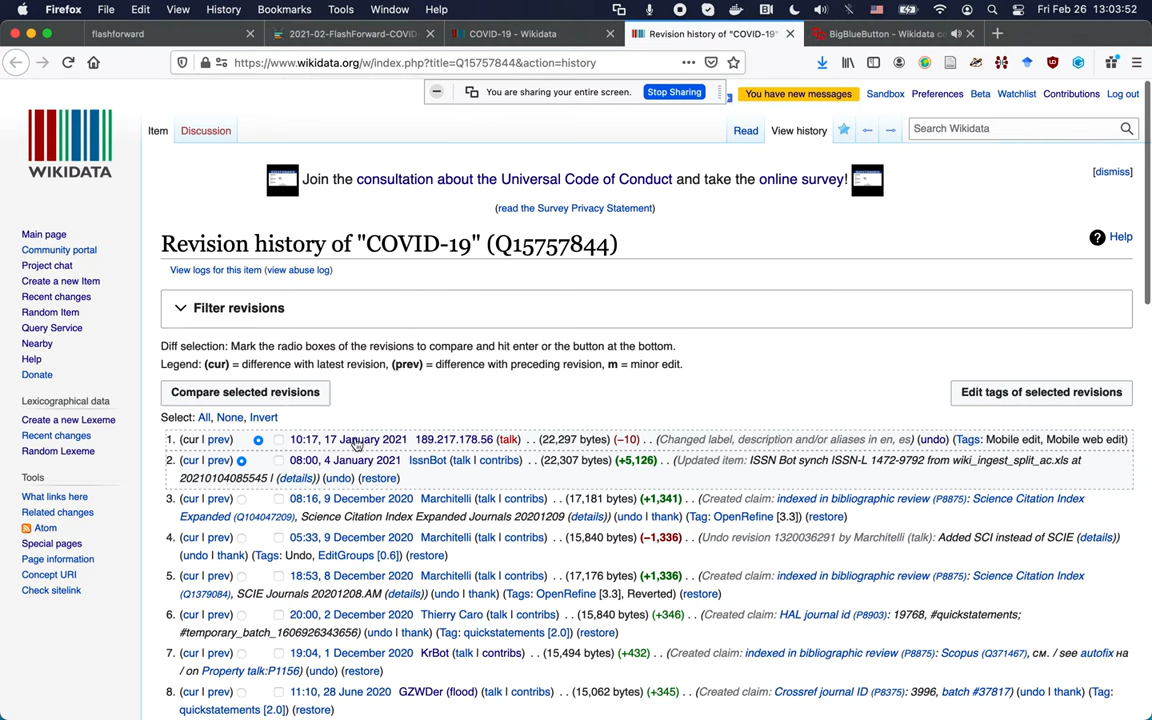 Firefox File Edit View History Bookmarks Tools Window Help Fri Feb 26 13:03:52
flashforward 2021-02-FlashForward-COVID COVID-19 - Wikidata Revision history of "COVID-19" BigBlueButton - Wikidata co
https://www.wikidata.org/w/index.php?title=Q15757844&action=history
You are sharing your entire screen. Stop Sharing
You have new messages Sandbox Preferences Beta Watchlist Contributions Log out
Item Discussion Read View history Search Wikidata
WIKIDATA
Join the consultation about the Universal Code of Conduct and take the online survey! [dismiss]
(read the Survey Privacy Statement)
Main page
Community portal
Project chat
Create a new Item
Recent changes
Random Item
Query Service
Nearby
Help
Donate
Lexicographical data
Create a new Lexeme
Recent changes
Random Lexeme
Tools
What links here
Related changes
Atom
Special pages
Page information
Concept URI
Check sitelink
Revision history of "COVID-19" (Q15757844) Help
View logs for this item (view abuse log)
Filter revisions
Diff selection: Mark the radio boxes of the revisions to compare and hit enter or the button at the bottom.
Legend: (cur) = difference with latest revision, (prev) = difference with preceding revision, m = minor edit.
Compare selected revisions Edit tags of selected revisions
Select: All, None, Invert
1. (cur | prev) 10:17, 17 January 2021 189.217.178.56 (talk) . . (22,297 bytes) (−10) . . (Changed label, description and/or aliases in en, es) (undo) (Tags: Mobile edit, Mobile web edit)
2. (cur | prev) 08:00, 4 January 2021 IssnBot (talk | contribs) . . (22,307 bytes) (+5,126) . . (Updated item: ISSN Bot synch ISSN-L 1472-9792 from wiki_ingest_split_ac.xls at
20210104085545 | (details)) (undo) (restore)
3. (cur | prev) 08:16, 9 December 2020 Marchitelli (talk | contribs) . . (17,181 bytes) (+1,341) . . (Created claim: indexed in bibliographic review (P8875): Science Citation Index
Expanded (Q104047209), Science Citation Index Expanded Journals 20201209 (details)) (undo | thank) (Tag: OpenRefine [3.3]) (restore)
4. (cur | prev) 05:33, 9 December 2020 Marchitelli (talk | contribs) . . (15,840 bytes) (−1,336) . . (Undo revision 1320036291 by Marchitelli (talk): Added SCI instead of SCIE (details))
(undo | thank) (Tags: Undo, EditGroups [0.6]) (restore)
5. (cur | prev) 18:53, 8 December 2020 Marchitelli (talk | contribs) . . (17,176 bytes) (+1,336) . . (Created claim: indexed in bibliographic review (P8875): Science Citation Index
(Q1379084), SCIE Journals 20201208.AM (details)) (undo | thank) (Tags: OpenRefine [3.3], Reverted) (restore)
6. (cur | prev) 20:00, 2 December 2020 Thierry Caro (talk | contribs) . . (15,840 bytes) (+346) . . (Created claim: HAL journal id (P8903): 19768, #quickstatements;
#temporary_batch_1606926343656) (undo | thank) (Tag: quickstatements [2.0]) (restore)
7. (cur | prev) 19:04, 1 December 2020 KrBot (talk | contribs) . . (15,494 bytes) (+432) . . (Created claim: indexed in bibliographic review (P8875): Scopus (Q371467), см. / see autofix на
/ on Property talk:P1156) (undo) (restore)
8. (cur | prev) 11:10, 28 June 2020 GZWDer (flood) (talk | contribs) . . (15,062 bytes) (+345) . . (Created claim: Crossref journal ID (P8375): 3996, batch #37817) (undo | thank) (Tag:
quickstatements [2.0]) (restore)